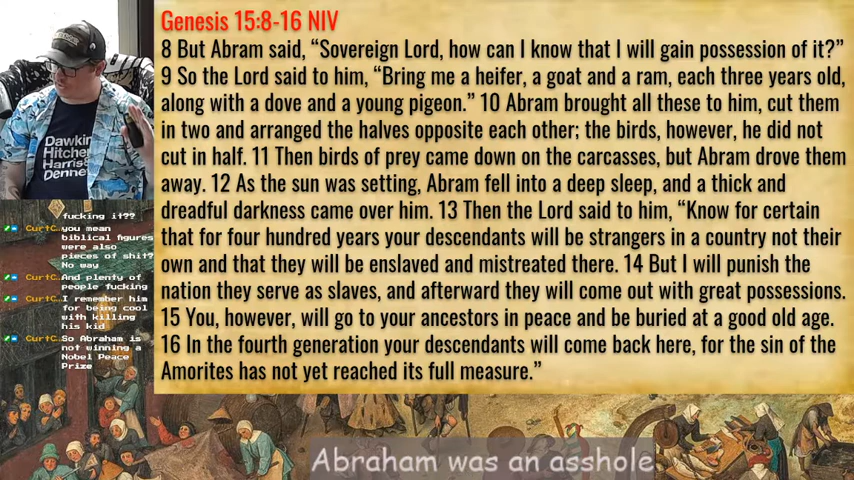 Genesis 15:8-16 NIV
8 But Abram said, “Sovereign Lord, how can I know that I will gain possession of it?”
9 So the Lord said to him, “Bring me a heifer, a goat and a ram, each three years old,
along with a dove and a young pigeon.” 10 Abram brought all these to him, cut them
in two and arranged the halves opposite each other; the birds, however, he did not
cut in half. 11 Then birds of prey came down on the carcasses, but Abram drove them
away. 12 As the sun was setting, Abram fell into a deep sleep, and a thick and
dreadful darkness came over him. 13 Then the Lord said to him, “Know for certain
that for four hundred years your descendants will be strangers in a country not their
own and that they will be enslaved and mistreated there. 14 But I will punish the
nation they serve as slaves, and afterward they will come out with great possessions.
15 You, however, will go to your ancestors in peace and be buried at a good old age.
16 In the fourth generation your descendants will come back here, for the sin of the
Amorites has not yet reached its full measure.”
Dawkin
Hitchen
Harris
Denne
fucking it??
CurtC… you mean
biblical figures
were also
pieces of shit?
No way
CurtC… And plenty of
people fucking
CurtC… I remember him
for being cool
with killing
his kid
CurtC… So Abraham is
not winning a
Nobel Peace
Prize
Abraham was an asshole